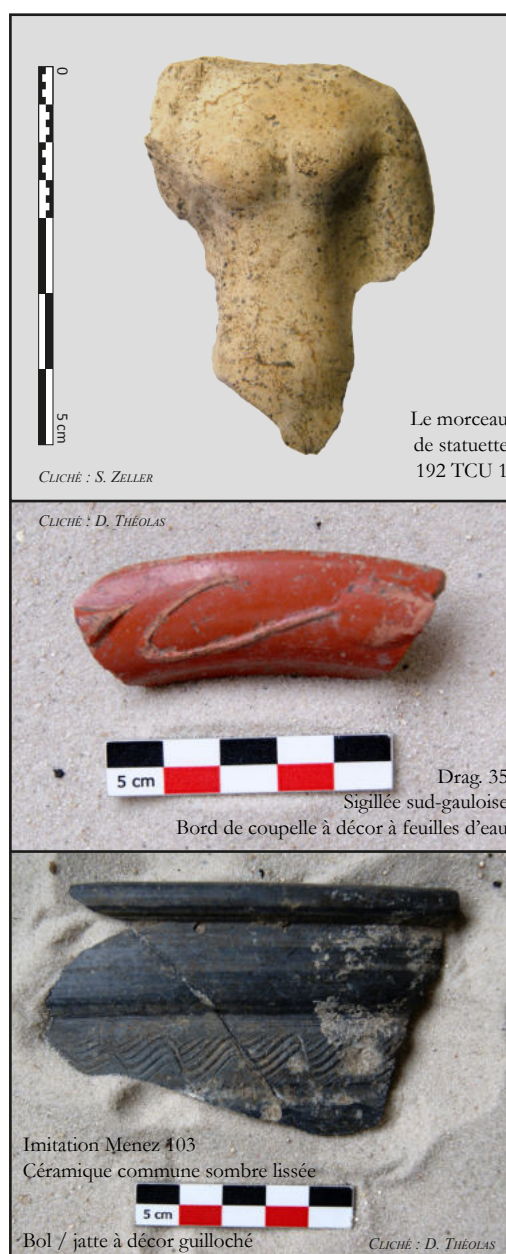 0
5 cm
Le morceau
de statuette
192 TCU 1
CLICHÉ : S. ZELLER
CLICHÉ : D. THÉOLAS
5 cm
Drag. 35
Sigillée sud-gauloise
Bord de coupelle à décor à feuilles d'eau
Imitation Menez 103
Céramique commune sombre lissée
5 cm
Bol / jatte à décor guilloché
CLICHÉ : D. THÉOLAS